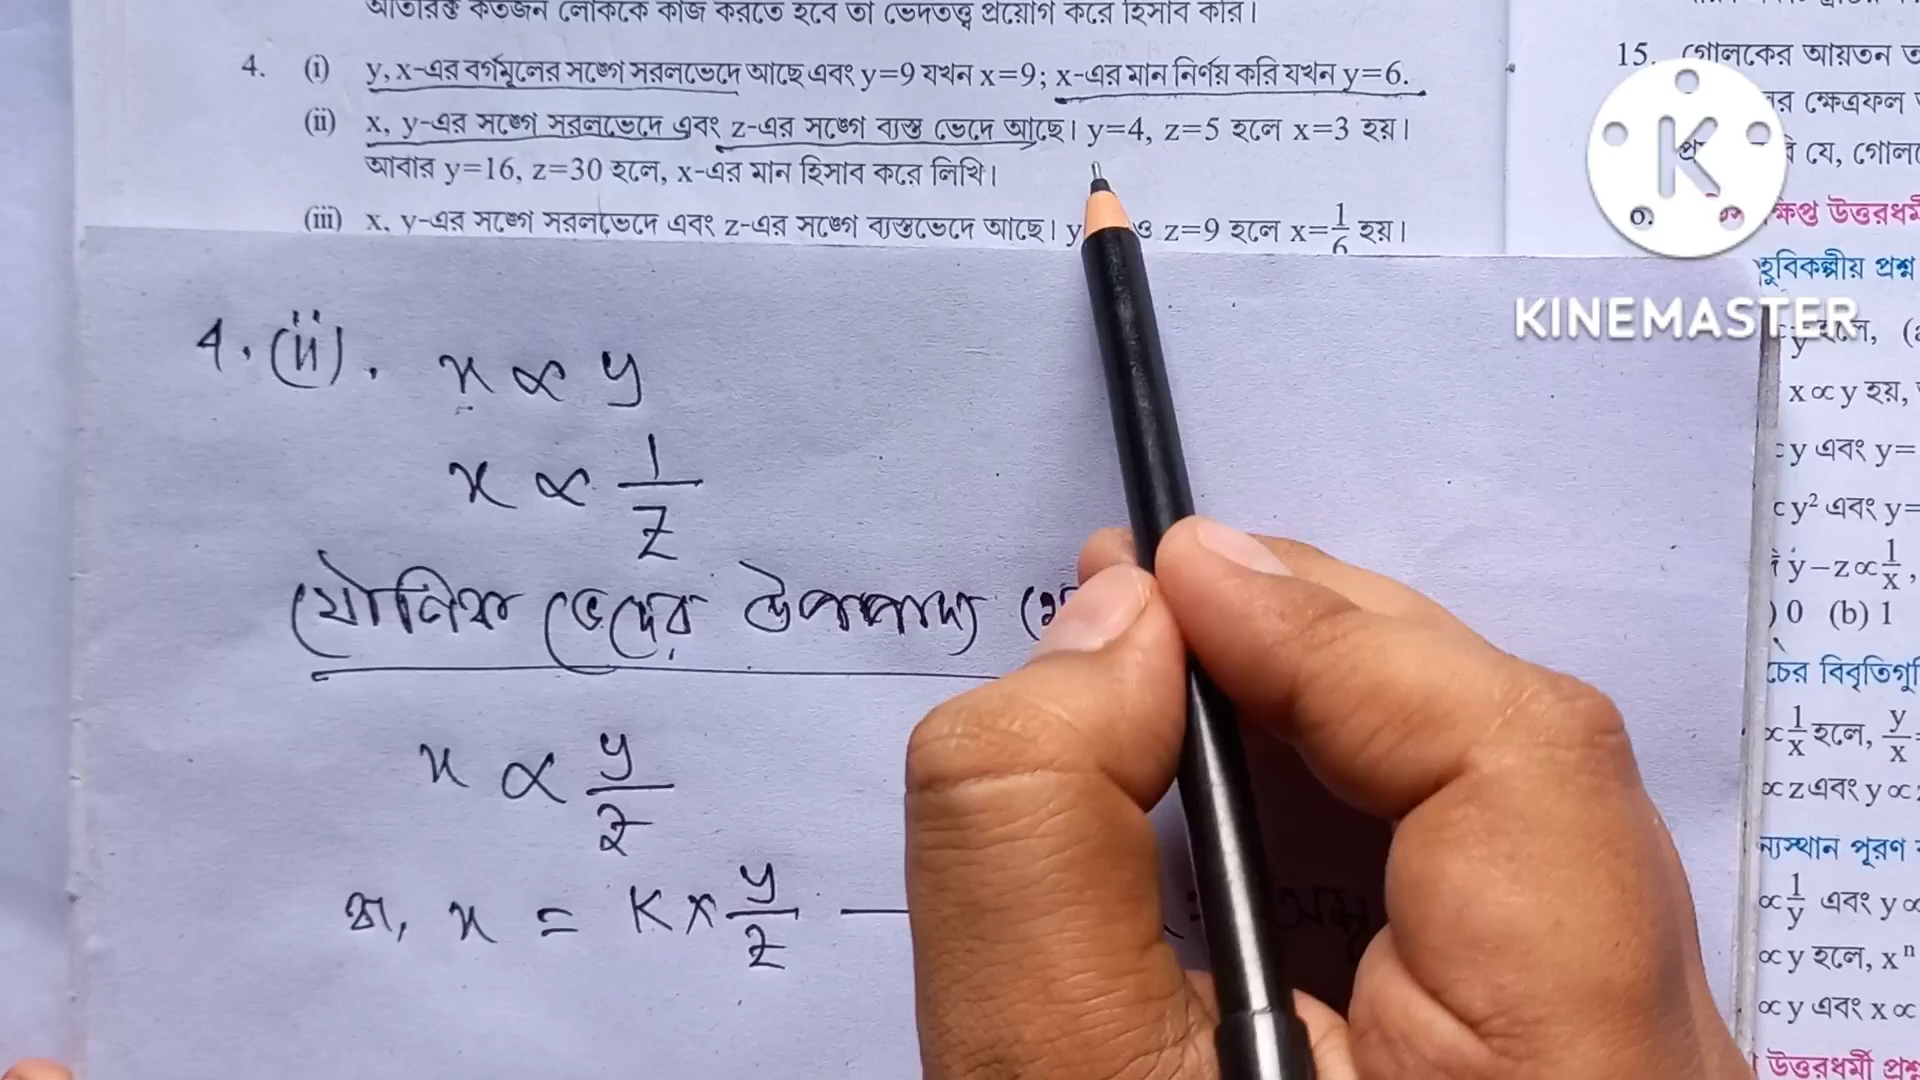 অতিরিক্ত কতজন লোককে কাজ করতে হবে তা ভেদতত্ত্ব প্রয়োগ করে হিসাব করি।
4. (i) y, x-এর বর্গমূলের সঙ্গে সরলভেদে আছে এবং y=9 যখন x=9; x-এর মান নির্ণয় করি যখন y=6.
(ii) x, y-এর সঙ্গে সরলভেদে এবং z-এর সঙ্গে ব্যস্ত ভেদে আছে। y=4, z=5 হলে x=3 হয়।
আবার y=16, z=30 হলে, x-এর মান হিসাব করে লিখি।
(iii) x, y-এর সঙ্গে সরলভেদে এবং z-এর সঙ্গে ব্যস্তভেদে আছে। y z=9 হলে x=1/6 হয়।
4. (ii). x ∝ y
x ∝ 1/z
যৌগিক ভেদের উপপাদ্য
x ∝ y/z
বা, x = K × y/z —
15. গোলকের আয়তন
ক্ষেত্রফল
যে,
উত্তরধর্মী
বহুবিকল্পীয় প্রশ্ন
K
KINEMASTER
y হলে,
x∝y হয়,
y এবং y=
y² এবং y=
y−z∝1/x,
0 (b) 1
∝1/x হলে, y/x
∝z এবং y∝
পূরণ
∝1/y এবং y∝
∝y হলে, xⁿ
∝y এবং x∝
উত্তরধর্মী প্রশ্ন